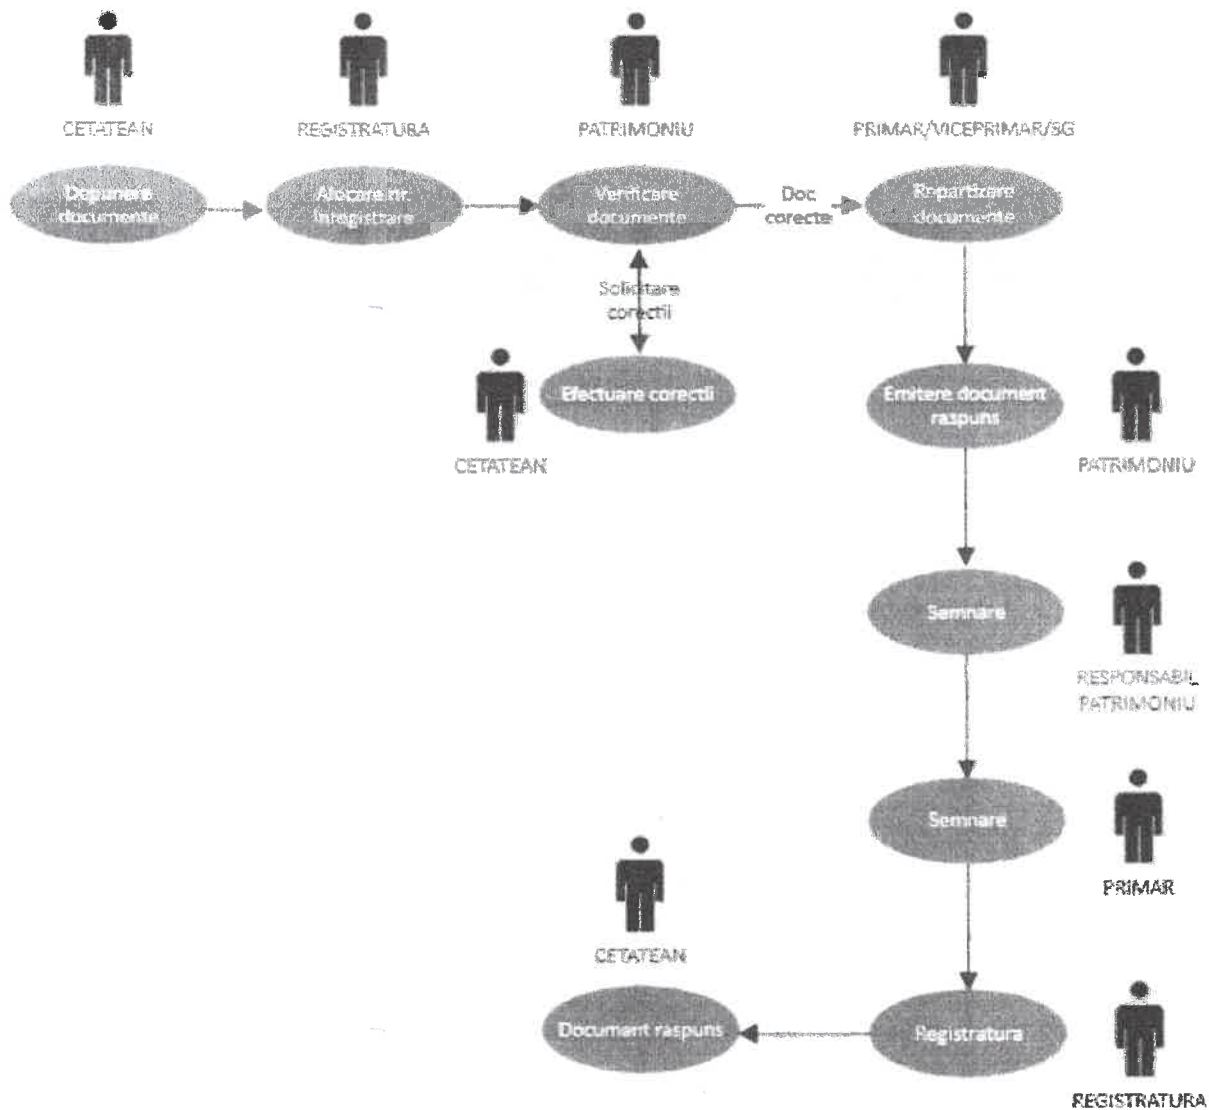 CETATEAN
REGISTRATURA
PATRIMONIU
PRIMAR/VICEPRIMAR/SG
Depunere
documente
Alocare nr.
inregistrare
Verificare
documente
Doc
corecte
Repartizare
documente
Solicitare
corectii
Efectuare corectii
CETATEAN
Emitere document
raspuns
PATRIMONIU
Semnare
RESPONSABIL
PATRIMONIU
Semnare
PRIMAR
CETATEAN
Document raspuns
Registratura
REGISTRATURA